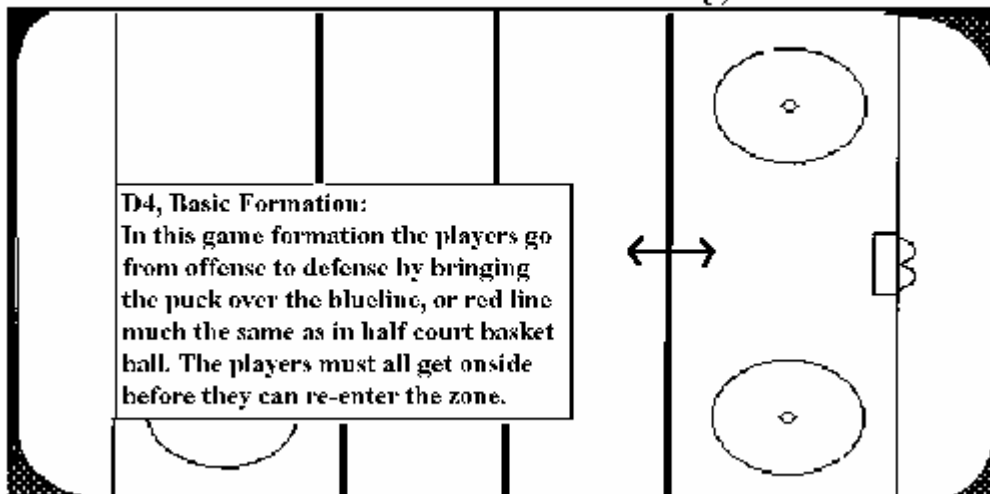 D4, Basic Formation:
In this game formation the players go
from offense to defense by bringing
the puck over the blueline, or red line
much the same as in half court basket
ball. The players must all get onside
before they can re-enter the zone.